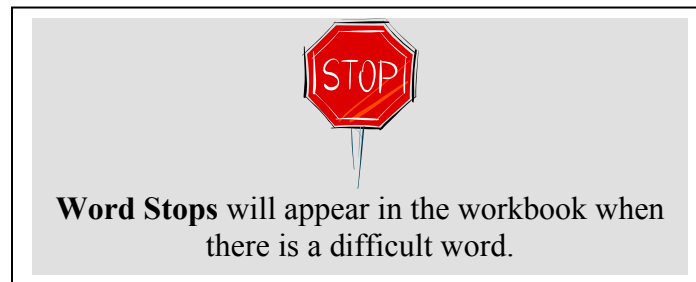 STOP
Word Stops will appear in the workbook when
there is a difficult word.